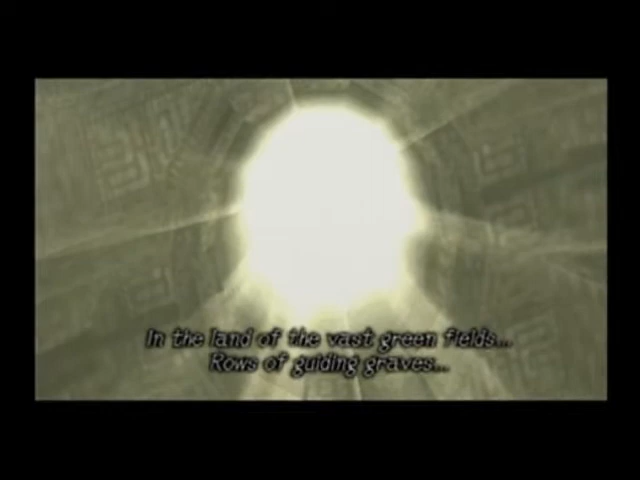 In the land of the vast green fields...
Rows of guiding graves...